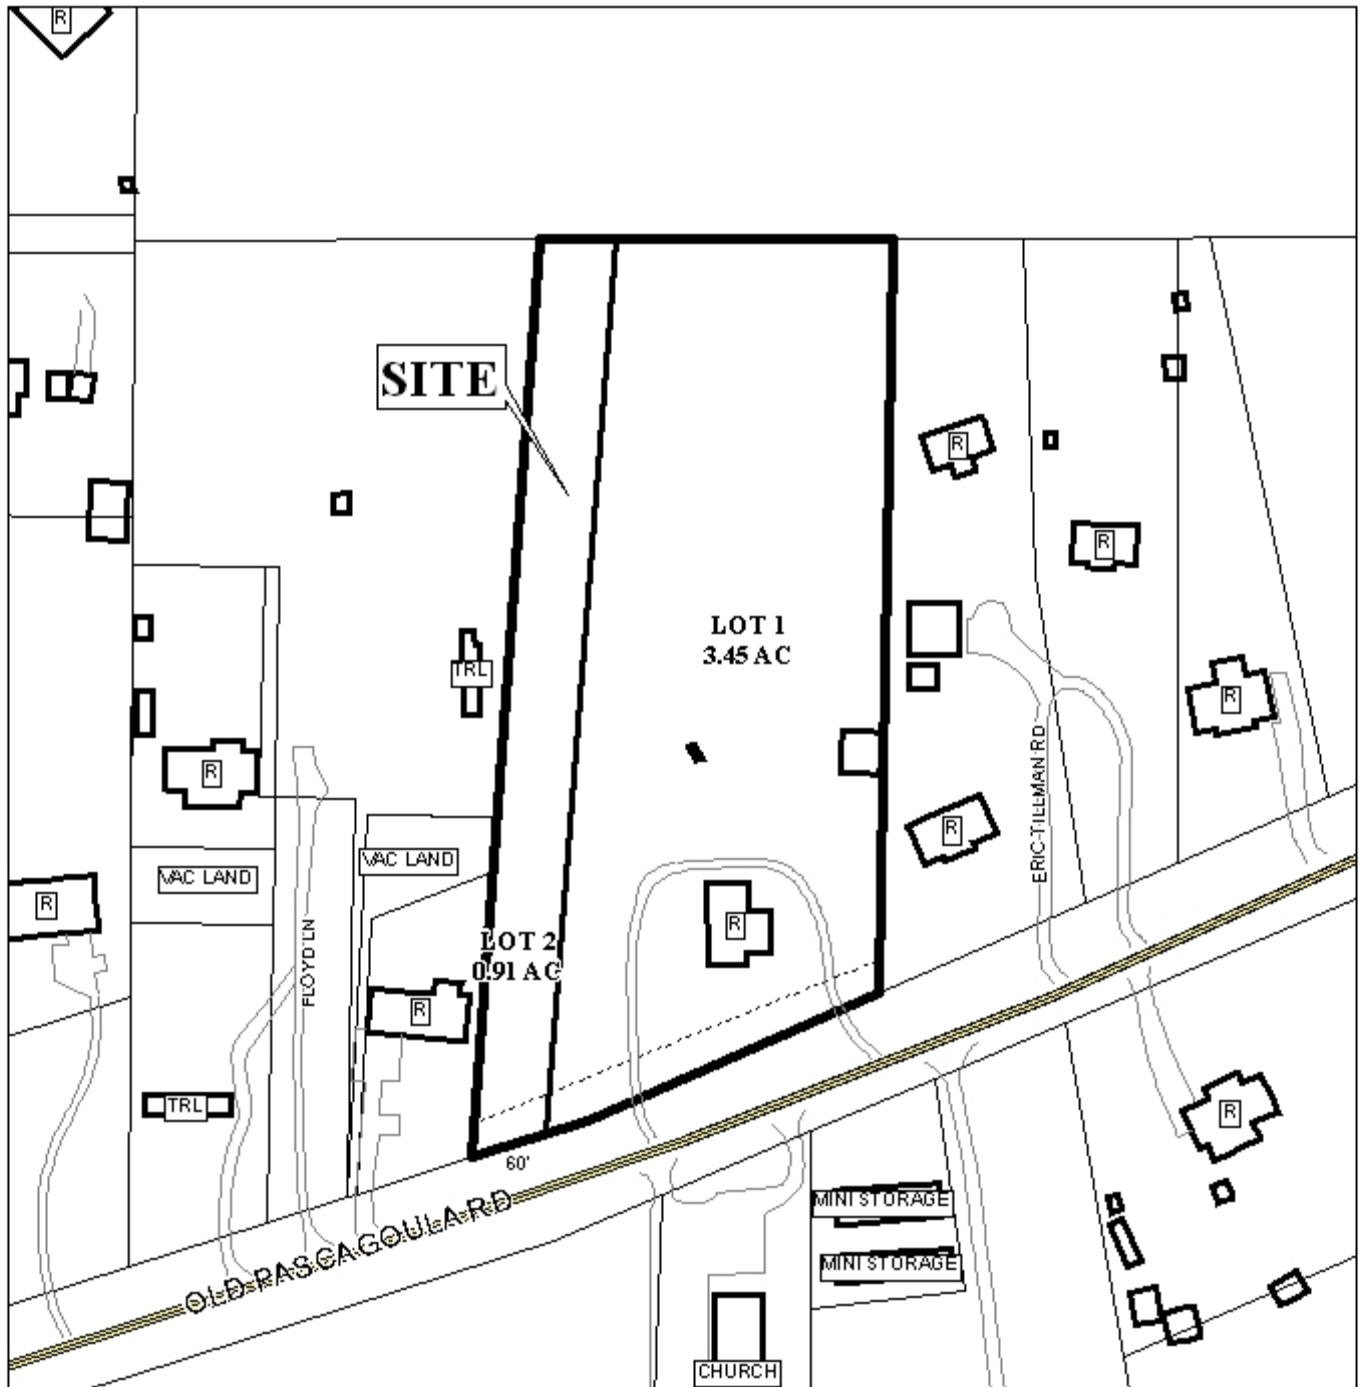 R
SITE
R
R
LOT 1
3.45 AC
TRL
R
R
ERIC TILLMAN RD
R
VAC LAND
VAC LAND
R
R
R
LOT 2
0.91 AC
FLOYD LN
R
TRL
R
60'
OLD PASCAGOULA RD
MINI STORAGE
MINI STORAGE
CHURCH